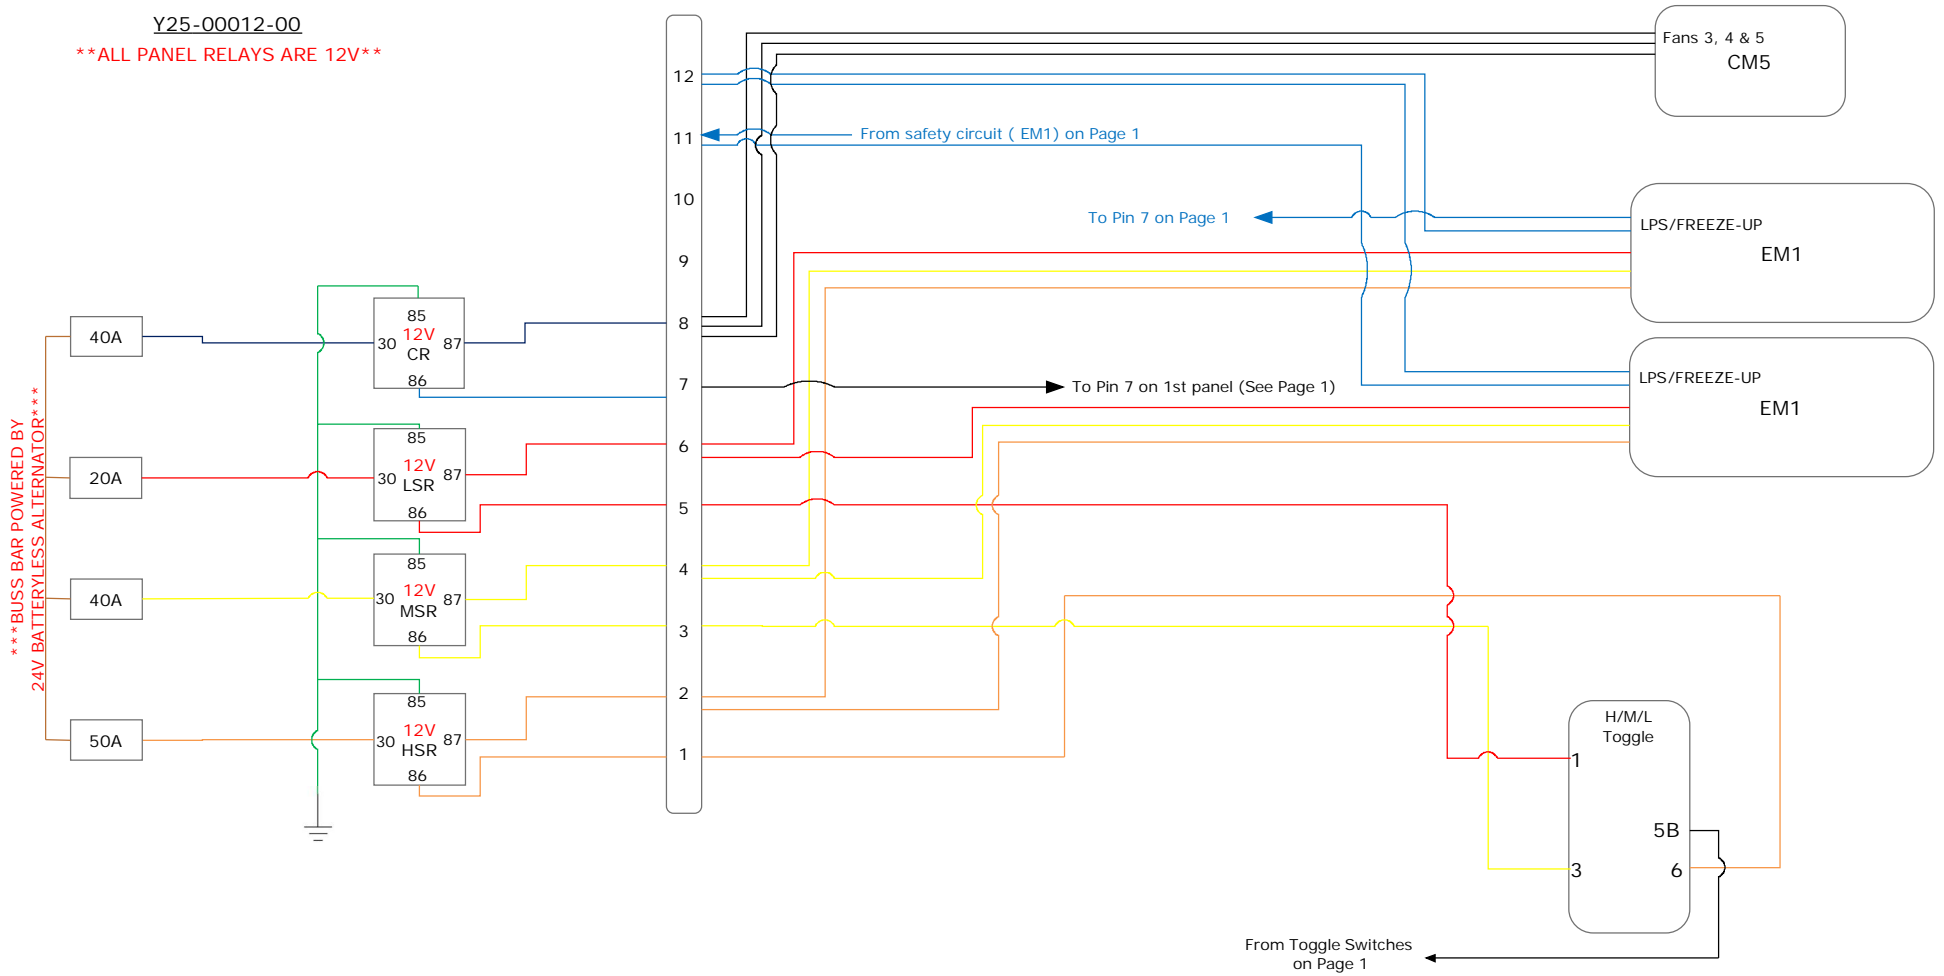 Y25-00012-00
**ALL PANEL RELAYS ARE 12V**
***BUSS BAR POWERED BY
24V BATTERYLESS ALTERNATOR***
40A
20A
40A
50A
85
12V
30
87
CR
86
85
12V
30
87
LSR
86
85
12V
30
87
MSR
86
85
12V
30
87
HSR
86
12
11
10
9
8
7
6
5
4
3
2
1
Fans 3, 4 & 5
CM5
From safety circuit ( EM1) on Page 1
To Pin 7 on Page 1
LPS/FREEZE-UP
EM1
To Pin 7 on 1st panel (See Page 1)
LPS/FREEZE-UP
EM1
H/M/L
Toggle
1
5B
3
6
From Toggle Switches
on Page 1